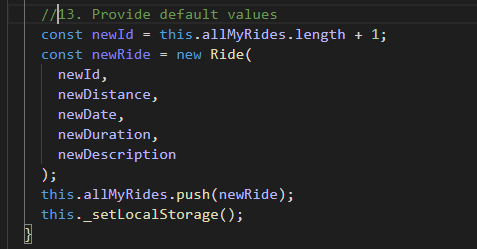 //13. Provide default values
const newId = this.allMyRides.length + 1;
const newRide = new Ride(
newId,
newDistance,
newDate,
newDuration,
newDescription
);
this.allMyRides.push(newRide);
this._setLocalStorage();
}